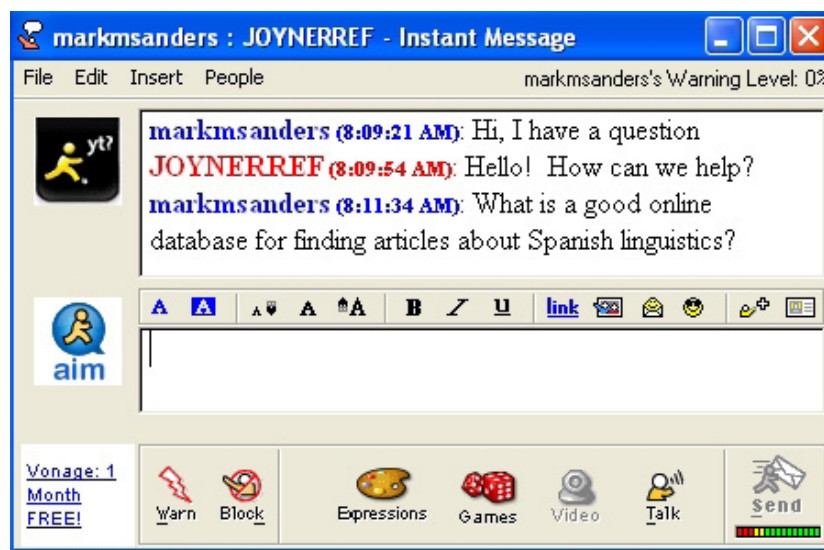 markmsanders : JOYNERREF - Instant Message
File Edit Insert People markmsanders's Warning Level: 0%
yt?
markmsanders (8:09:21 AM): Hi, I have a question
JOYNERREF (8:09:54 AM): Hello! How can we help?
markmsanders (8:11:34 AM): What is a good online
database for finding articles about Spanish linguistics?
A A A A A B I U link
aim
Vonage: 1
Month
FREE!
Warn Block Expressions Games Video Talk Send